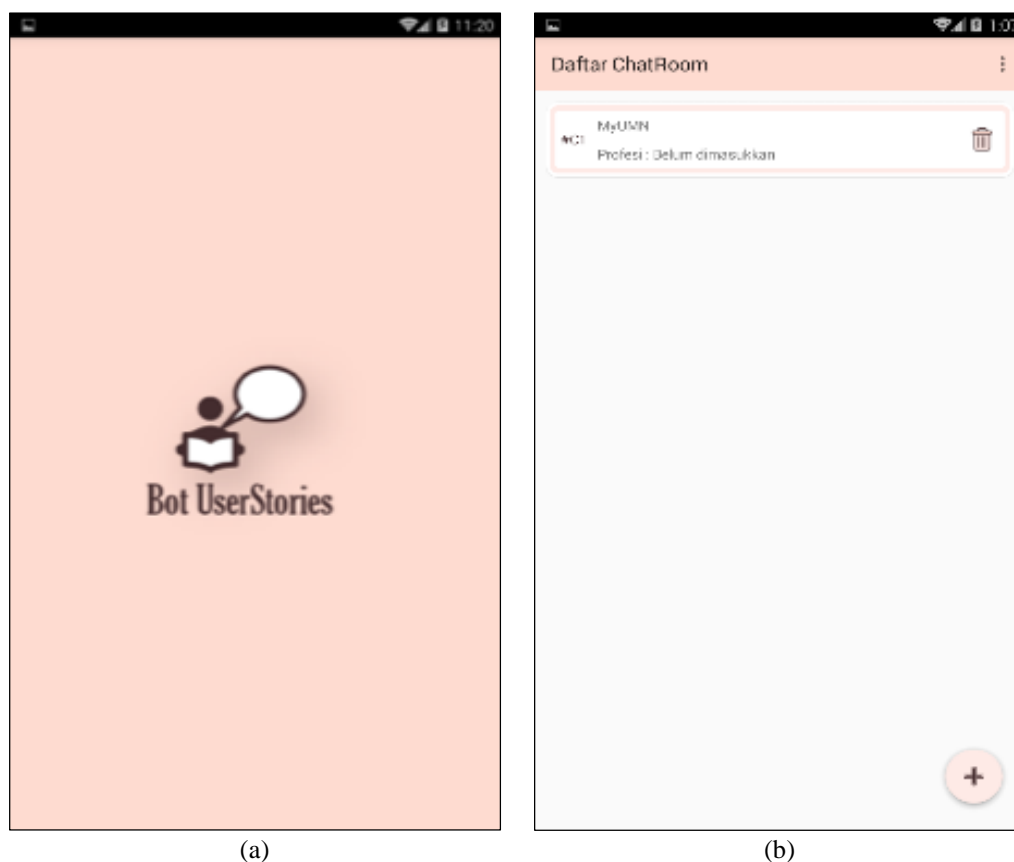 11:20
Bot UserStories
(a)
Daftar ChatRoom
MyUMN
Profesi : Belum dimasukkan
(b)